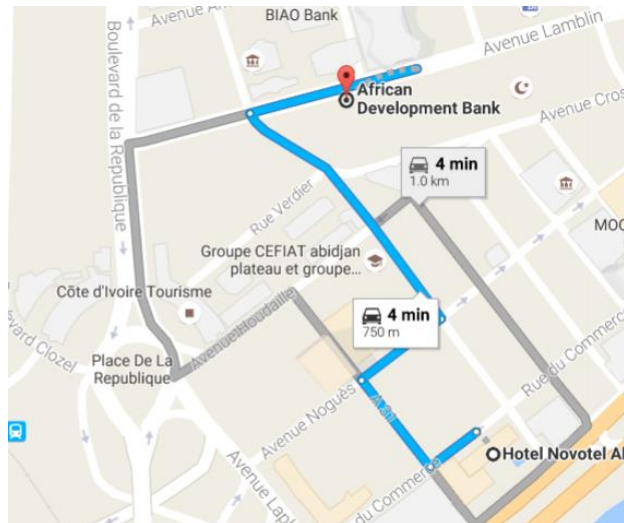 BIAO Bank
Avenue Lamblin
Boulevard de la Republique
African
Development Bank
Avenue Cros
4 min
1.0 km
Rue Verdier
Groupe CEFIAT abidjan
plateau et groupe...
MOO
Côte d'Ivoire Tourisme
4 min
750 m
Avenue Houdaille
Place De La
Republique
Rue du Commerce
Avenue Noguès
A 311
Hotel Novotel Al
du Commerce